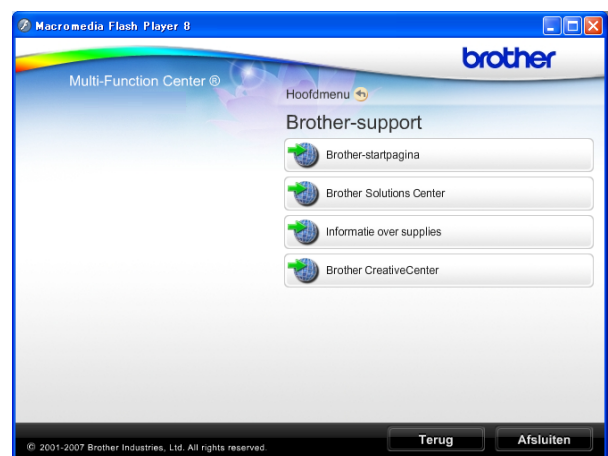 Macromedia Flash Player 8
brother
Multi-Function Center ®
Hoofdmenu
Brother-support
Brother-startpagina
Brother Solutions Center
Informatie over supplies
Brother CreativeCenter
© 2001-2007 Brother Industries, Ltd. All rights reserved.
Terug
Afsluiten